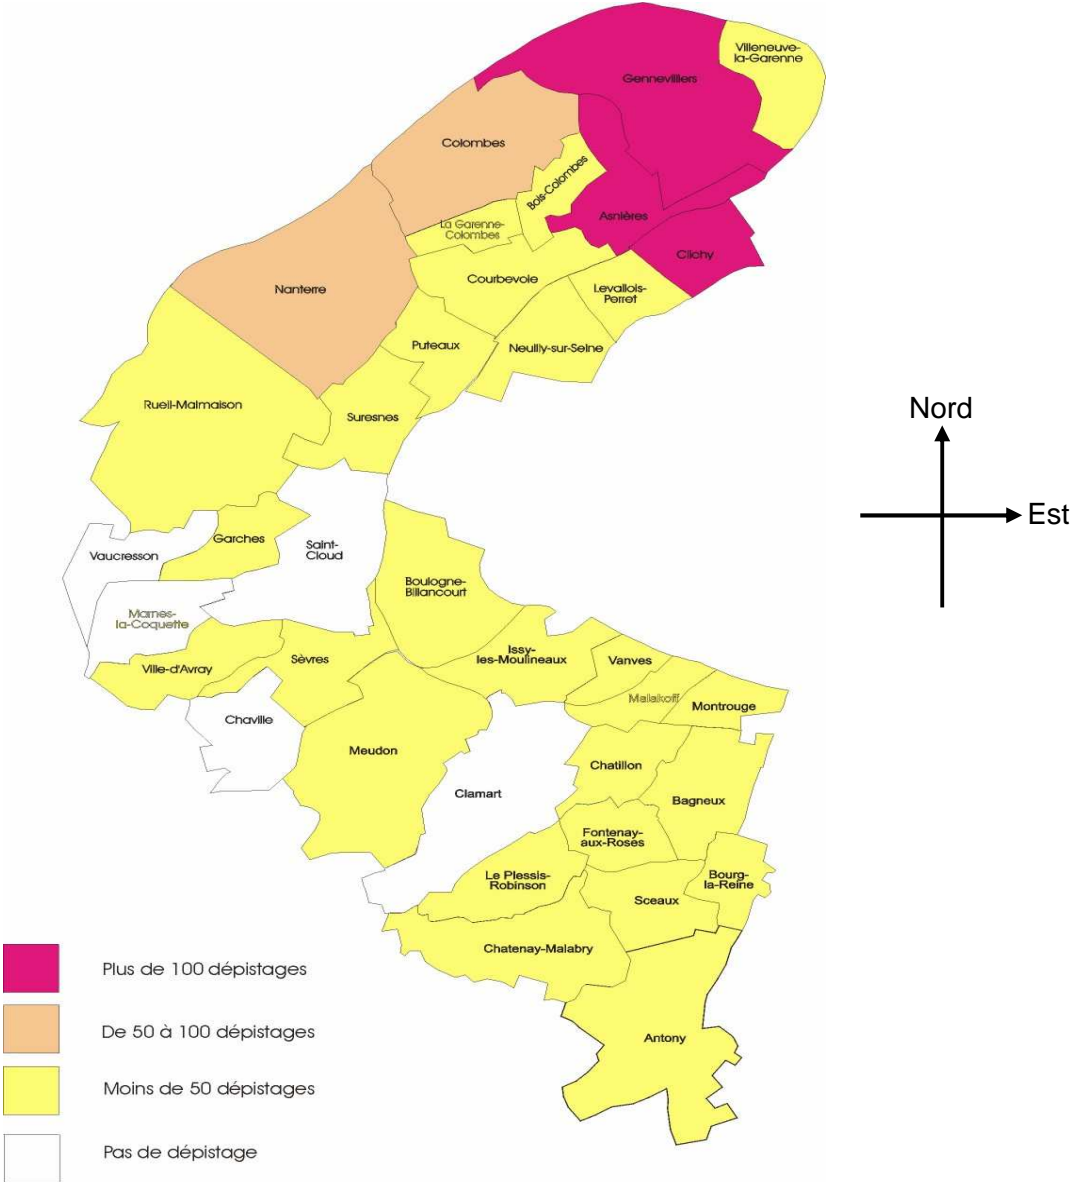 Villeneuve-
la-Garenne
Gennevilliers
Colombes
Bois-Colombes
Asnières
La Garenne-
Colombes
Clichy
Courbevoie
Nanterre
Levallois-
Perret
Puteaux
Neuilly-sur-Seine
Rueil-Malmaison
Suresnes
Nord
Est
Garches
Saint-
Cloud
Vaucresson
Boulogne-
Billancourt
Marnes-
la-Coquette
Issy-
les-Moulineaux
Sèvres
Vanves
Ville-d'Avray
Malakoff
Montrouge
Chaville
Meudon
Chatillon
Clamart
Bagneux
Fontenay-
aux-Roses
Le Plessis-
Robinson
Bourg-
la-Reine
Sceaux
Chatenay-Malabry
Antony
Plus de 100 dépistages
De 50 à 100 dépistages
Moins de 50 dépistages
Pas de dépistage